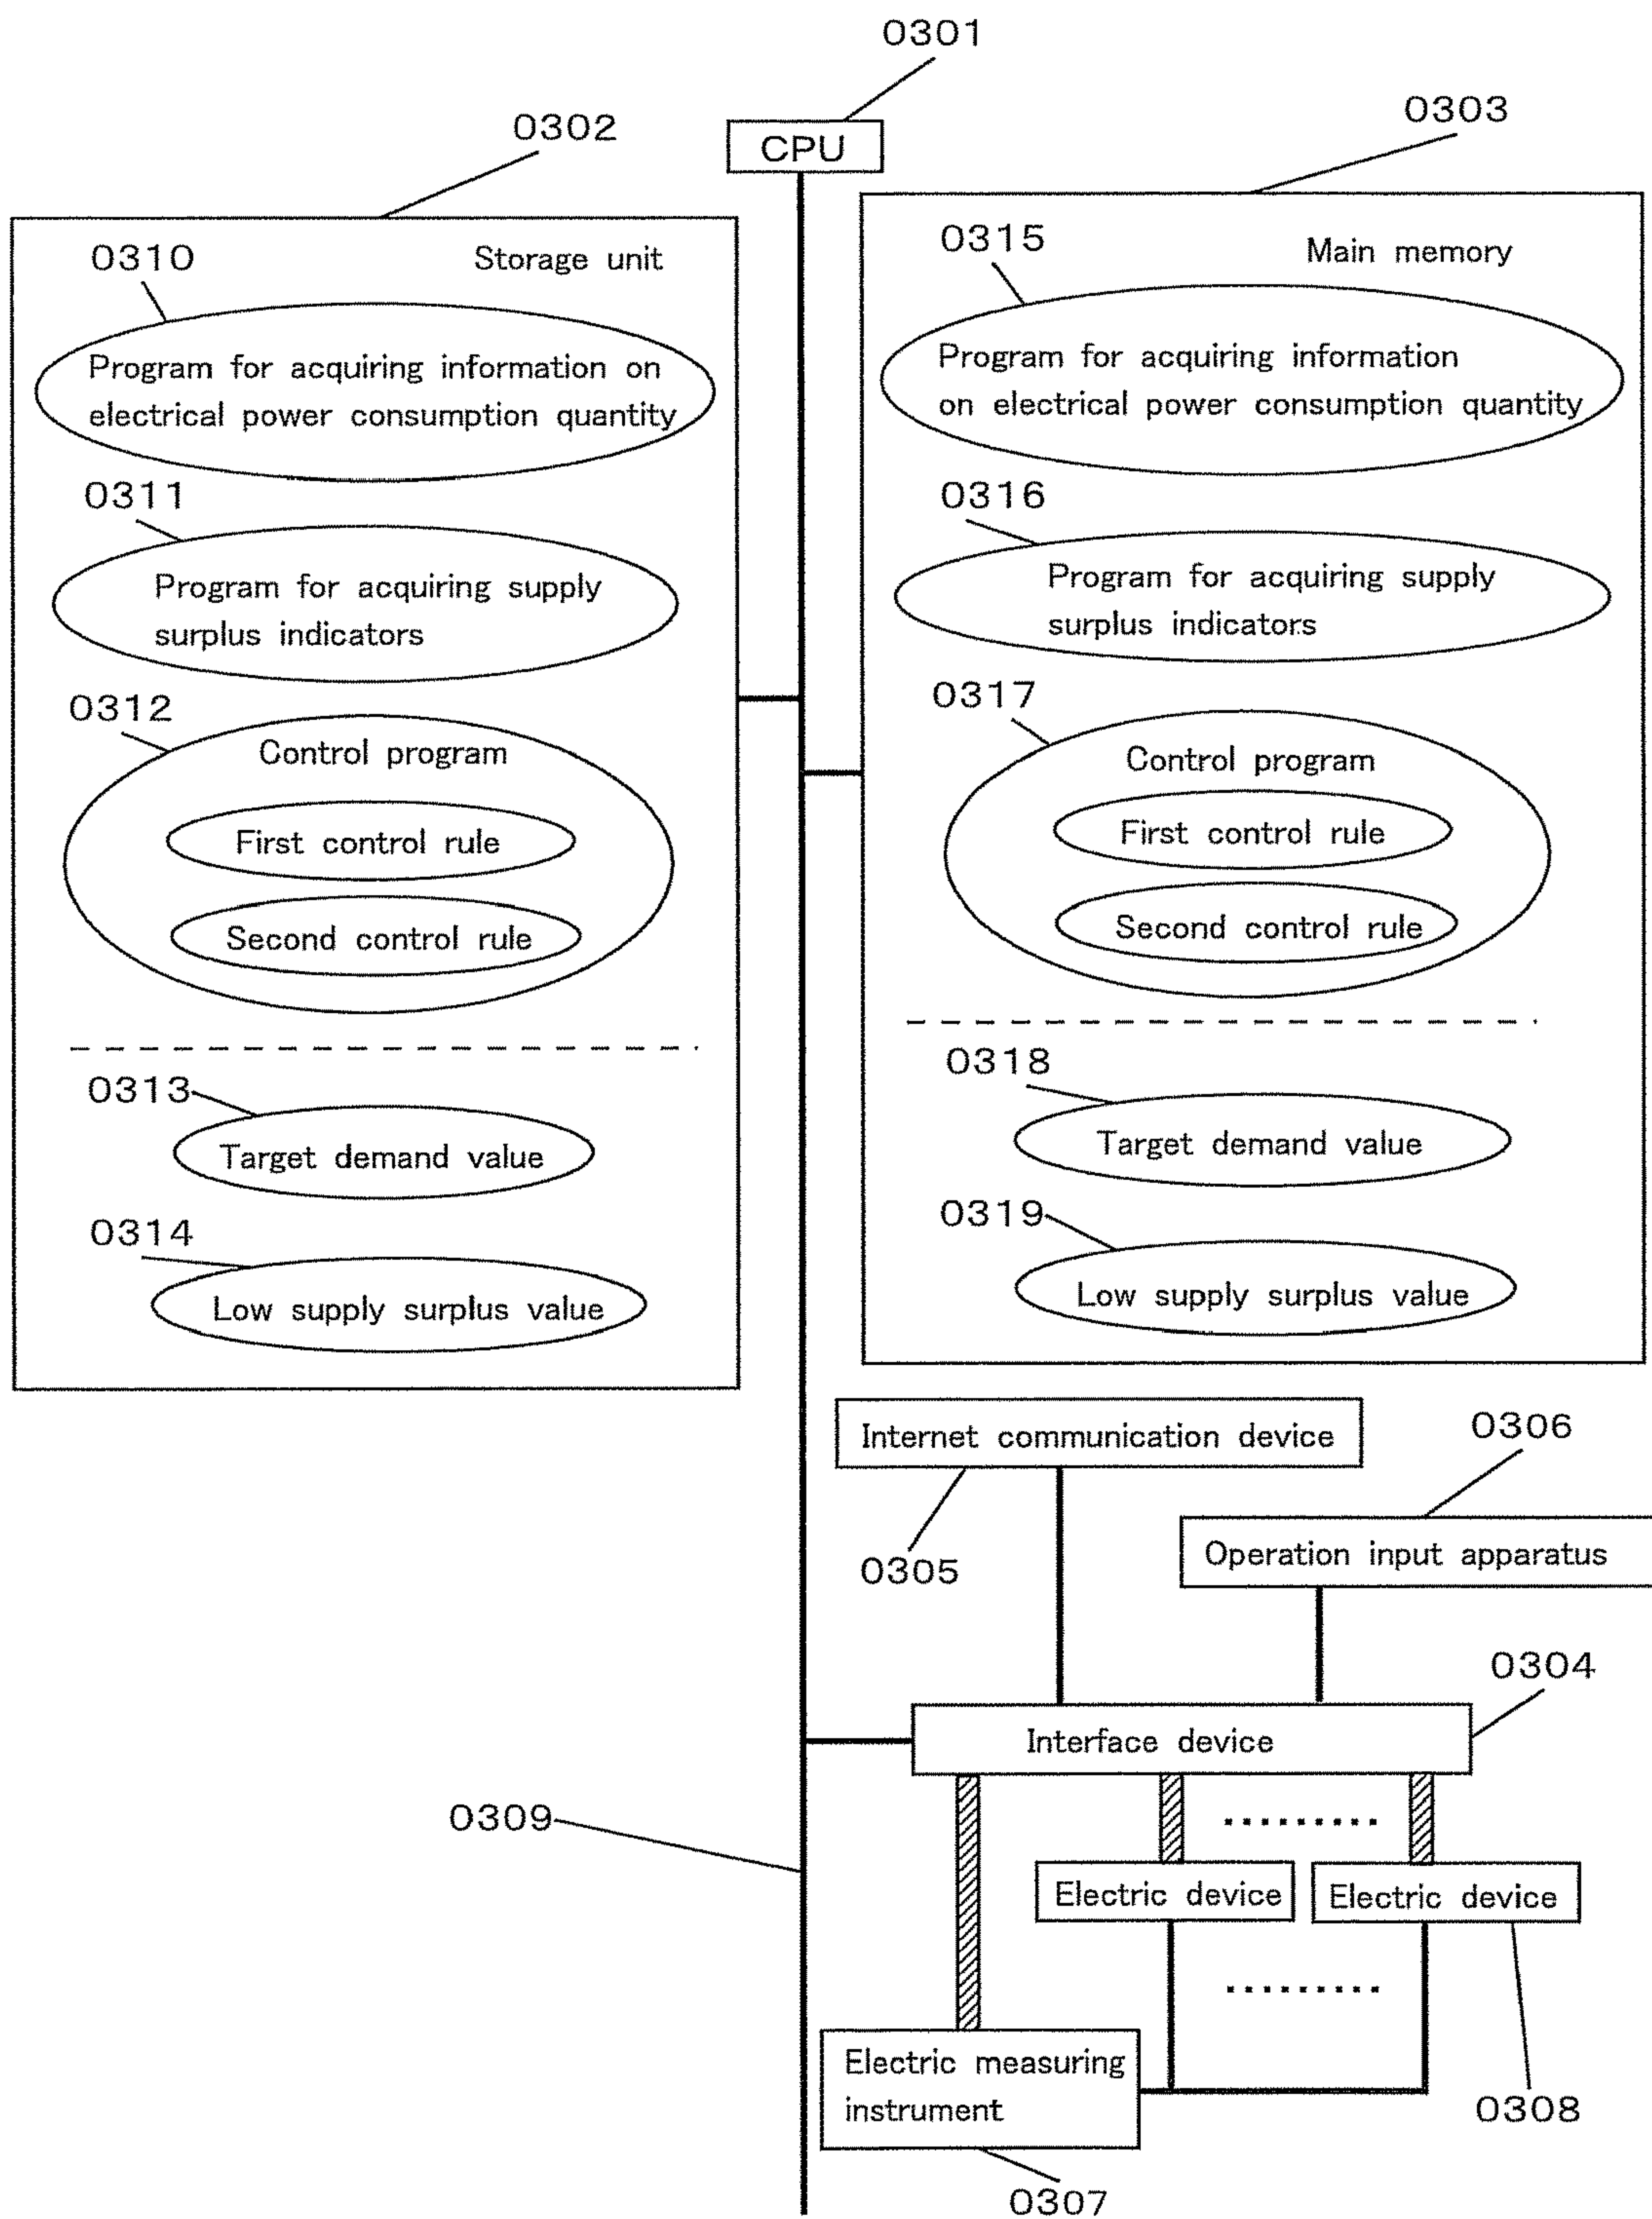 0301
CPU
0302
0303
Storage unit
0310
Program for acquiring information on
electrical power consumption quantity
0311
Program for acquiring supply
surplus indicators
0312
Control program
First control rule
Second control rule
0313
Target demand value
0314
Low supply surplus value
Main memory
0315
Program for acquiring information
on electrical power consumption quantity
0316
Program for acquiring supply
surplus indicators
0317
Control program
First control rule
Second control rule
0318
Target demand value
0319
Low supply surplus value
Internet communication device
0305
0306
Operation input apparatus
0304
Interface device
0309
Electric device
Electric device
0308
Electric measuring
instrument
0307